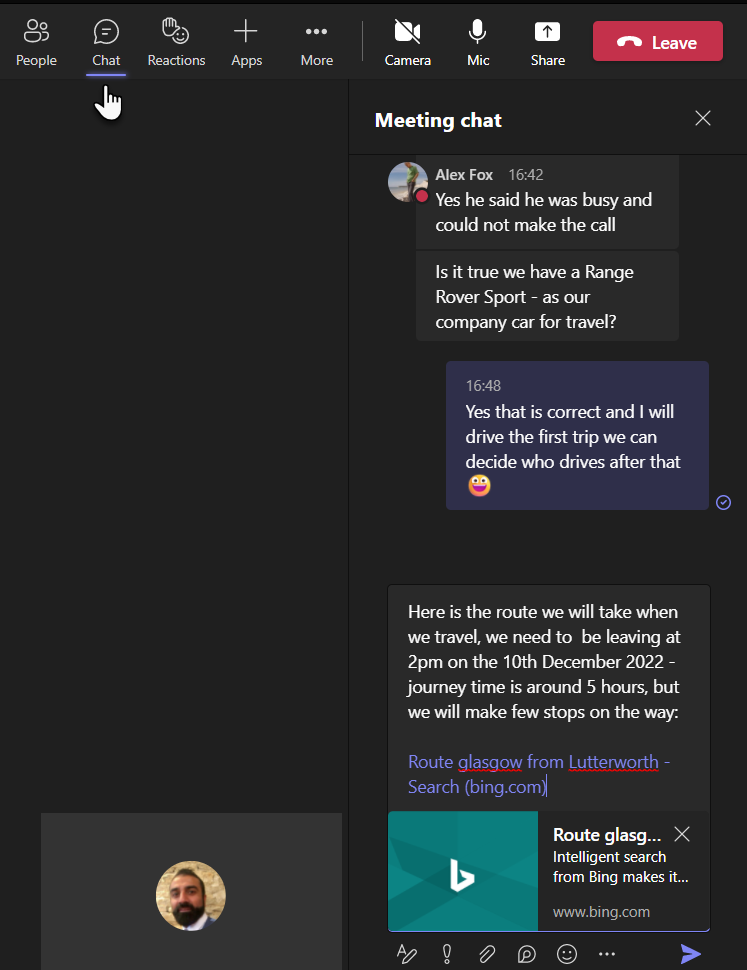 People
Chat
Reactions
Apps
More
Camera
Mic
Share
Leave
Meeting chat
Alex Fox 16:42
Yes he said he was busy and
could not make the call
Is it true we have a Range
Rover Sport - as our
company car for travel?
16:48
Yes that is correct and I will
drive the first trip we can
decide who drives after that
Here is the route we will take when
we travel, we need to  be leaving at
2pm on the 10th December 2022 -
journey time is around 5 hours, but
we will make few stops on the way:
Route glasgow from Lutterworth -
Search (bing.com)
Route glasg...
Intelligent search
from Bing makes it...
www.bing.com